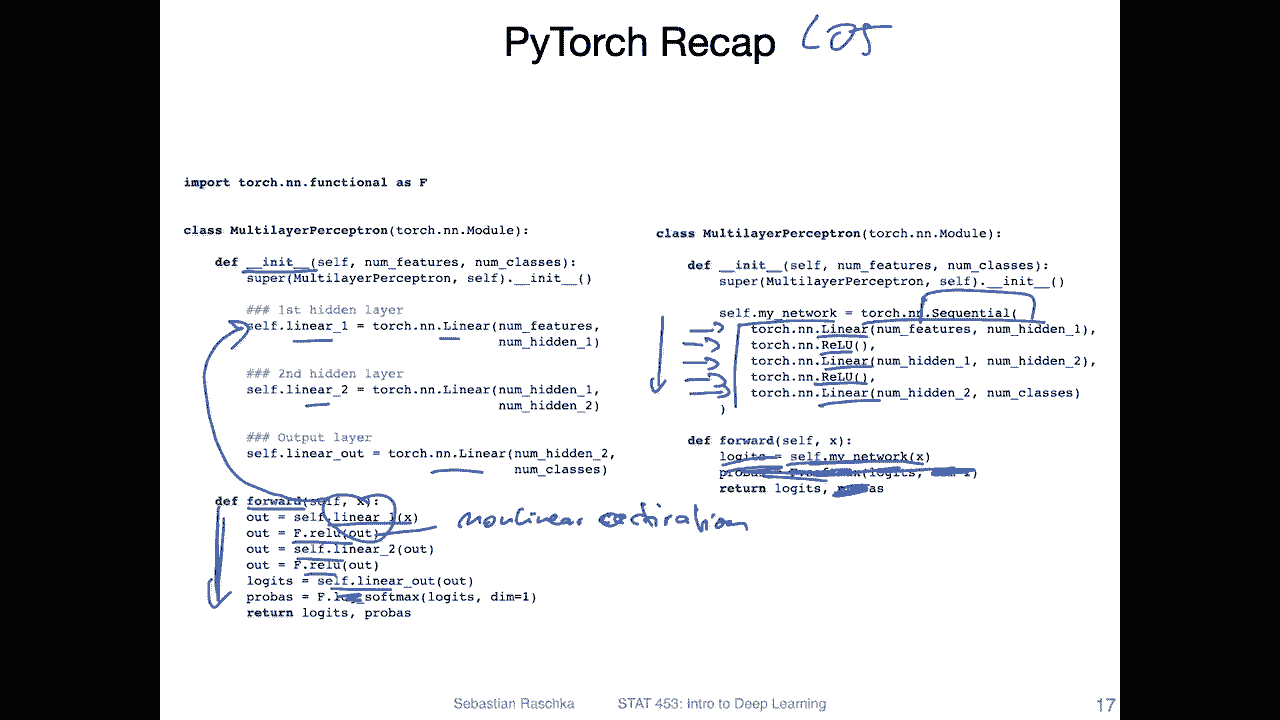 PyTorch Recap L05
import torch.nn.functional as F
class MultilayerPerceptron(torch.nn.Module):
def __init__(self, num_features, num_classes):
super(MultilayerPerceptron, self).__init__()
### 1st hidden layer
self.linear_1 = torch.nn.Linear(num_features,
num_hidden_1)
### 2nd hidden layer
self.linear_2 = torch.nn.Linear(num_hidden_1,
num_hidden_2)
### Output layer
self.linear_out = torch.nn.Linear(num_hidden_2,
num_classes)
def forward(self, x):
out = self.linear_1(x)
out = F.relu(out)
nonlinear activation
out = self.linear_2(out)
out = F.relu(out)
logits = self.linear_out(out)
probas = F.log_softmax(logits, dim=1)
return logits, probas
class MultilayerPerceptron(torch.nn.Module):
def __init__(self, num_features, num_classes):
super(MultilayerPerceptron, self).__init__()
self.my_network = torch.nn.Sequential(
torch.nn.Linear(num_features, num_hidden_1),
torch.nn.ReLU(),
torch.nn.Linear(num_hidden_1, num_hidden_2),
torch.nn.ReLU(),
torch.nn.Linear(num_hidden_2, num_classes)
)
def forward(self, x):
logits = self.my_network(x)
probas = F.softmax(logits, dim=1)
return logits, probas
Sebastian Raschka STAT 453: Intro to Deep Learning 17